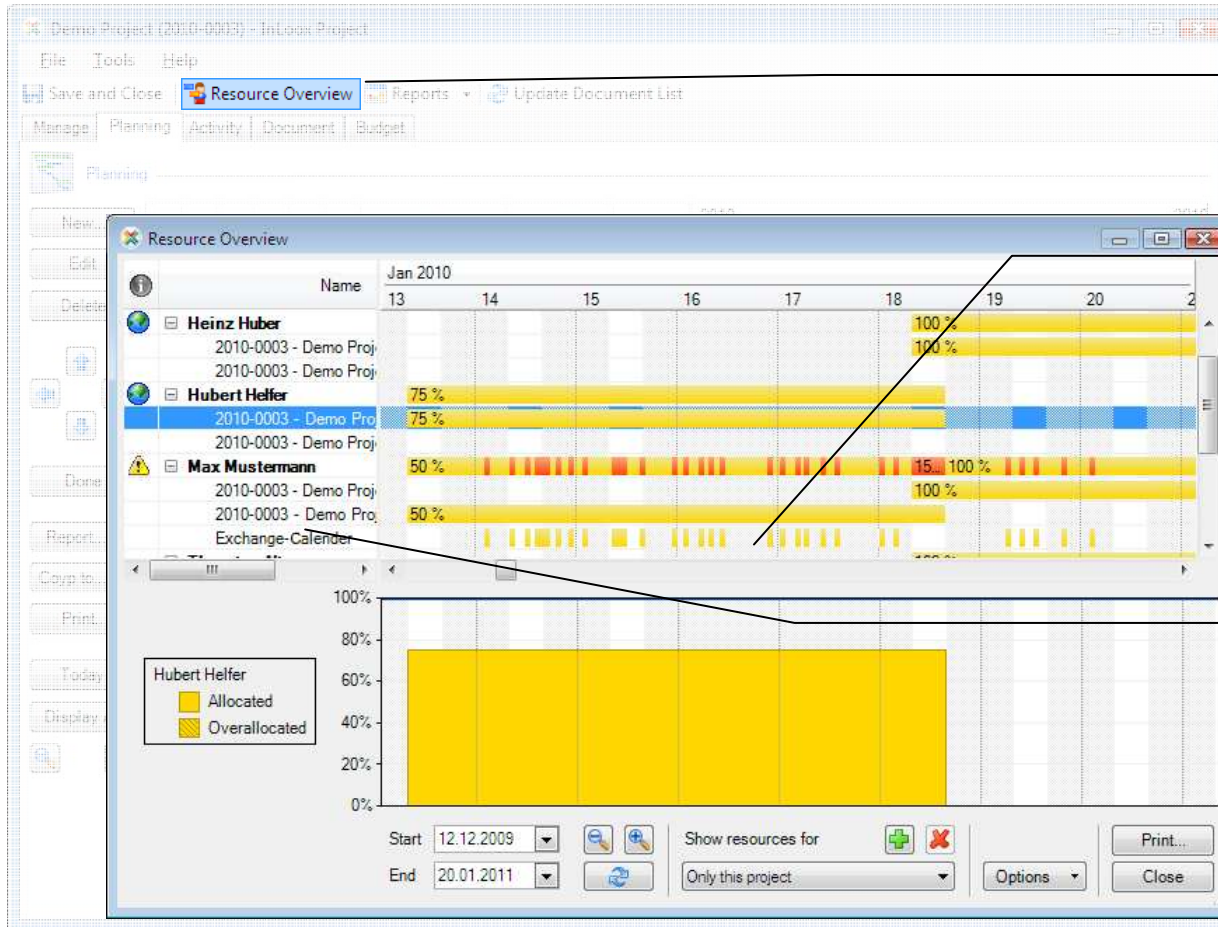 Demo Project (2010-0003) - InLoox Project
File Tools Help
Save and Close Resource Overview Reports Update Document List
Manage Planning Activity Document Budget
Planning
New...
Edit
Delete
Done
Report...
Coyp to...
Print...
Today
Display
Resource Overview
Name
Jan 2010
13 14 15 16 17 18 19 20 2
Heinz Huber 100 %
2010-0003 - Demo Proj 100 %
2010-0003 - Demo Proj
Hubert Helfer 75 %
2010-0003 - Demo Proj 75 %
2010-0003 - Demo Proj
Max Mustermann 50 % 15... 100 %
2010-0003 - Demo Proj 100 %
2010-0003 - Demo Proj 50 %
Exchange-Calender
100%
80%
60%
40%
20%
0%
Hubert Helfer
Allocated
Overallocated
Start 12.12.2009 Show resources for Print...
End 20.01.2011 Only this project Options Close